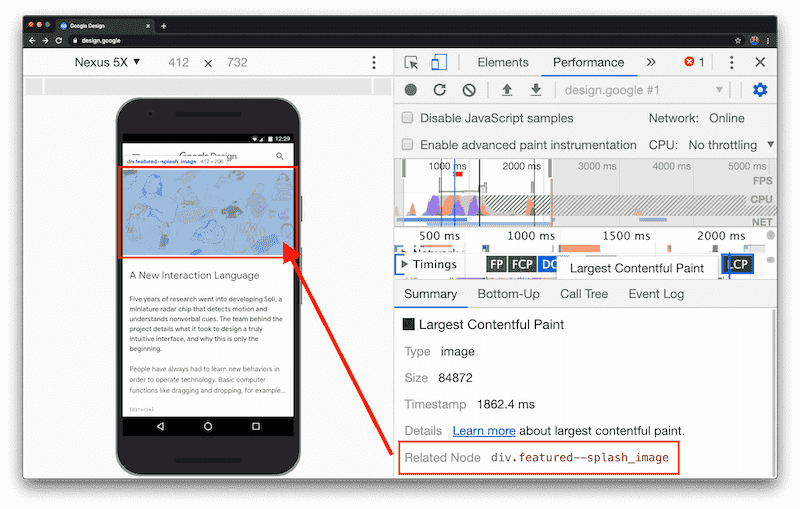 Google Design
design.google
Nexus 5X ▼ 412 × 732
Elements Performance » 1
design.google #1
Disable JavaScript samples Network: Online
Enable advanced paint instrumentation CPU: No throttling ▼
1000 ms 2000 ms 3000 ms 4000 ms 5000 ms
FPS
CPU
NET
500 ms 1000 ms 1500 ms 2000 ms
Network
▶ Timings FP FCP DC Largest Contentful Paint LCP
Summary Bottom-Up Call Tree Event Log
Largest Contentful Paint
Type image
Size 84872
Timestamp 1862.4 ms
Details Learn more about largest contentful paint.
Related Node div.featured--splash_image
12:29
Google Design
div.featured--splash_image 412 × 206
A New Interaction Language
Five years of research went into developing Soli, a
miniature radar chip that detects motion and
understands nonverbal cues. The team behind the
project details what it took to design a truly
intuitive interface, and why this is only the
beginning.
People have always had to learn new behaviors in
order to operate technology. Basic computer
functions like dragging and dropping, for example...
Editorial